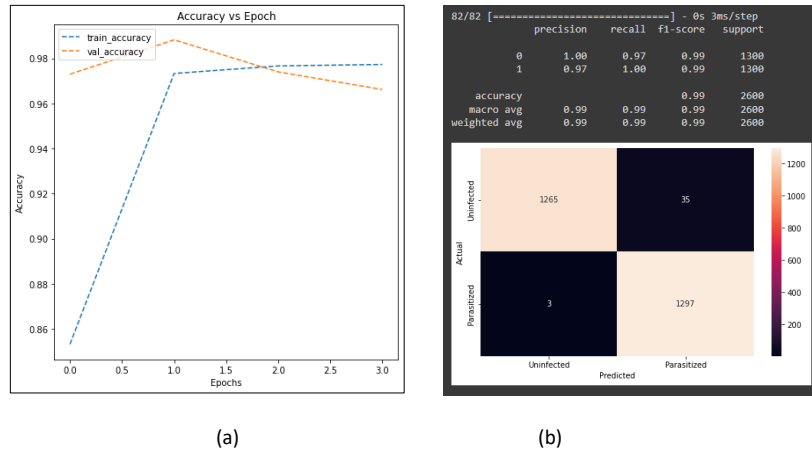 Accuracy vs Epoch
train_accuracy
val_accuracy
0.98
0.96
0.94
0.92
0.90
0.88
0.86
Accuracy
0.0 0.5 1.0 1.5 2.0 2.5 3.0
Epochs
(a)
82/82 [==============================] - 0s 3ms/step
precision recall f1-score support
0 1.00 0.97 0.99 1300
1 0.97 1.00 0.99 1300
accuracy 0.99 2600
macro avg 0.99 0.99 0.99 2600
weighted avg 0.99 0.99 0.99 2600
Uninfected
1265 35
Actual
Parasitized
3 1297
Uninfected Parasitized
Predicted
1200
1000
800
600
400
200
(b)